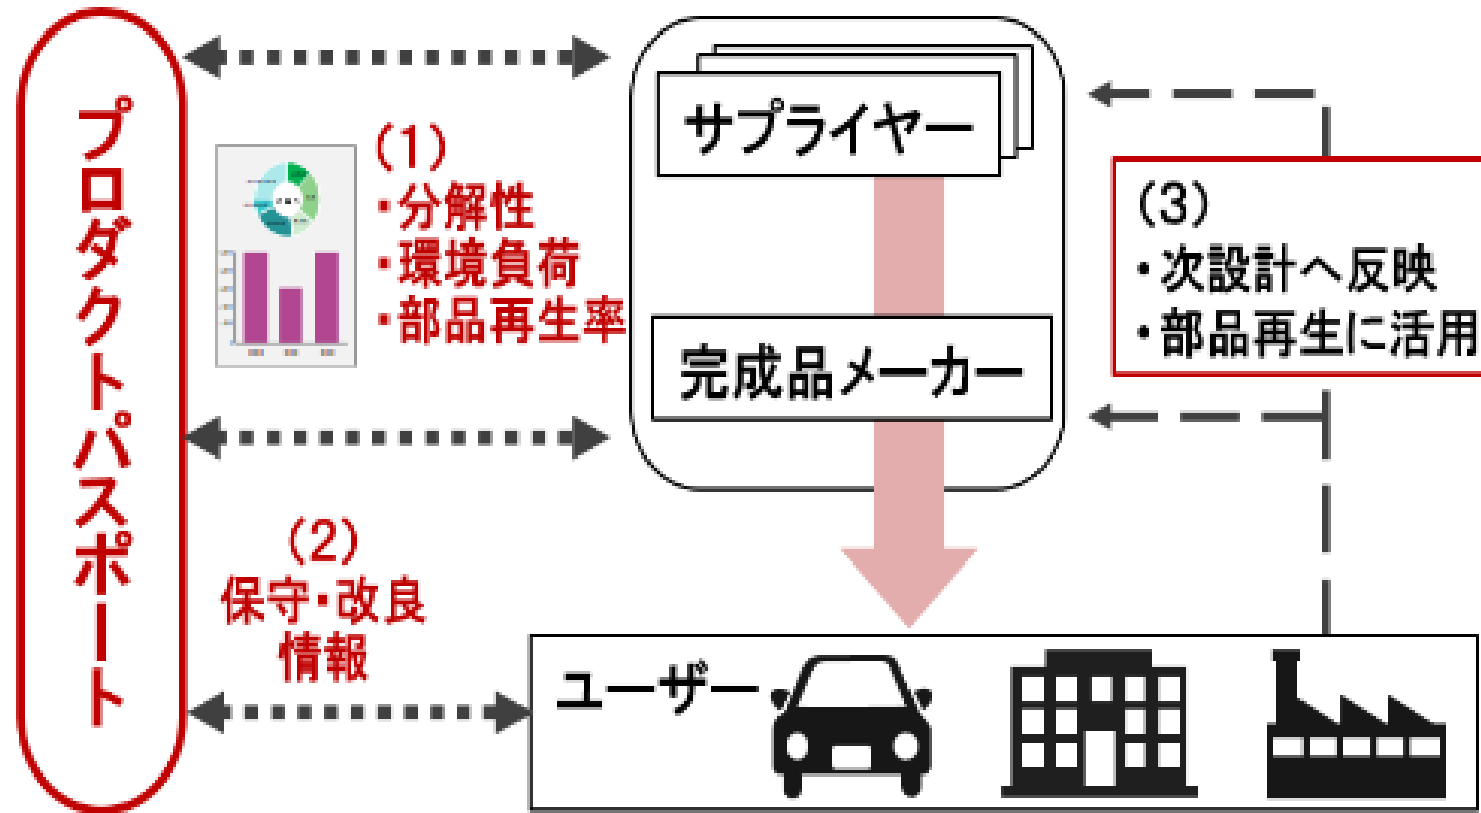 プロダクトパスポート
(1)
・分解性
・環境負荷
・部品再生率
サプライヤー
完成品メーカー
(3)
・次設計へ反映
・部品再生に活用
(2)
保守・改良
情報
ユーザー